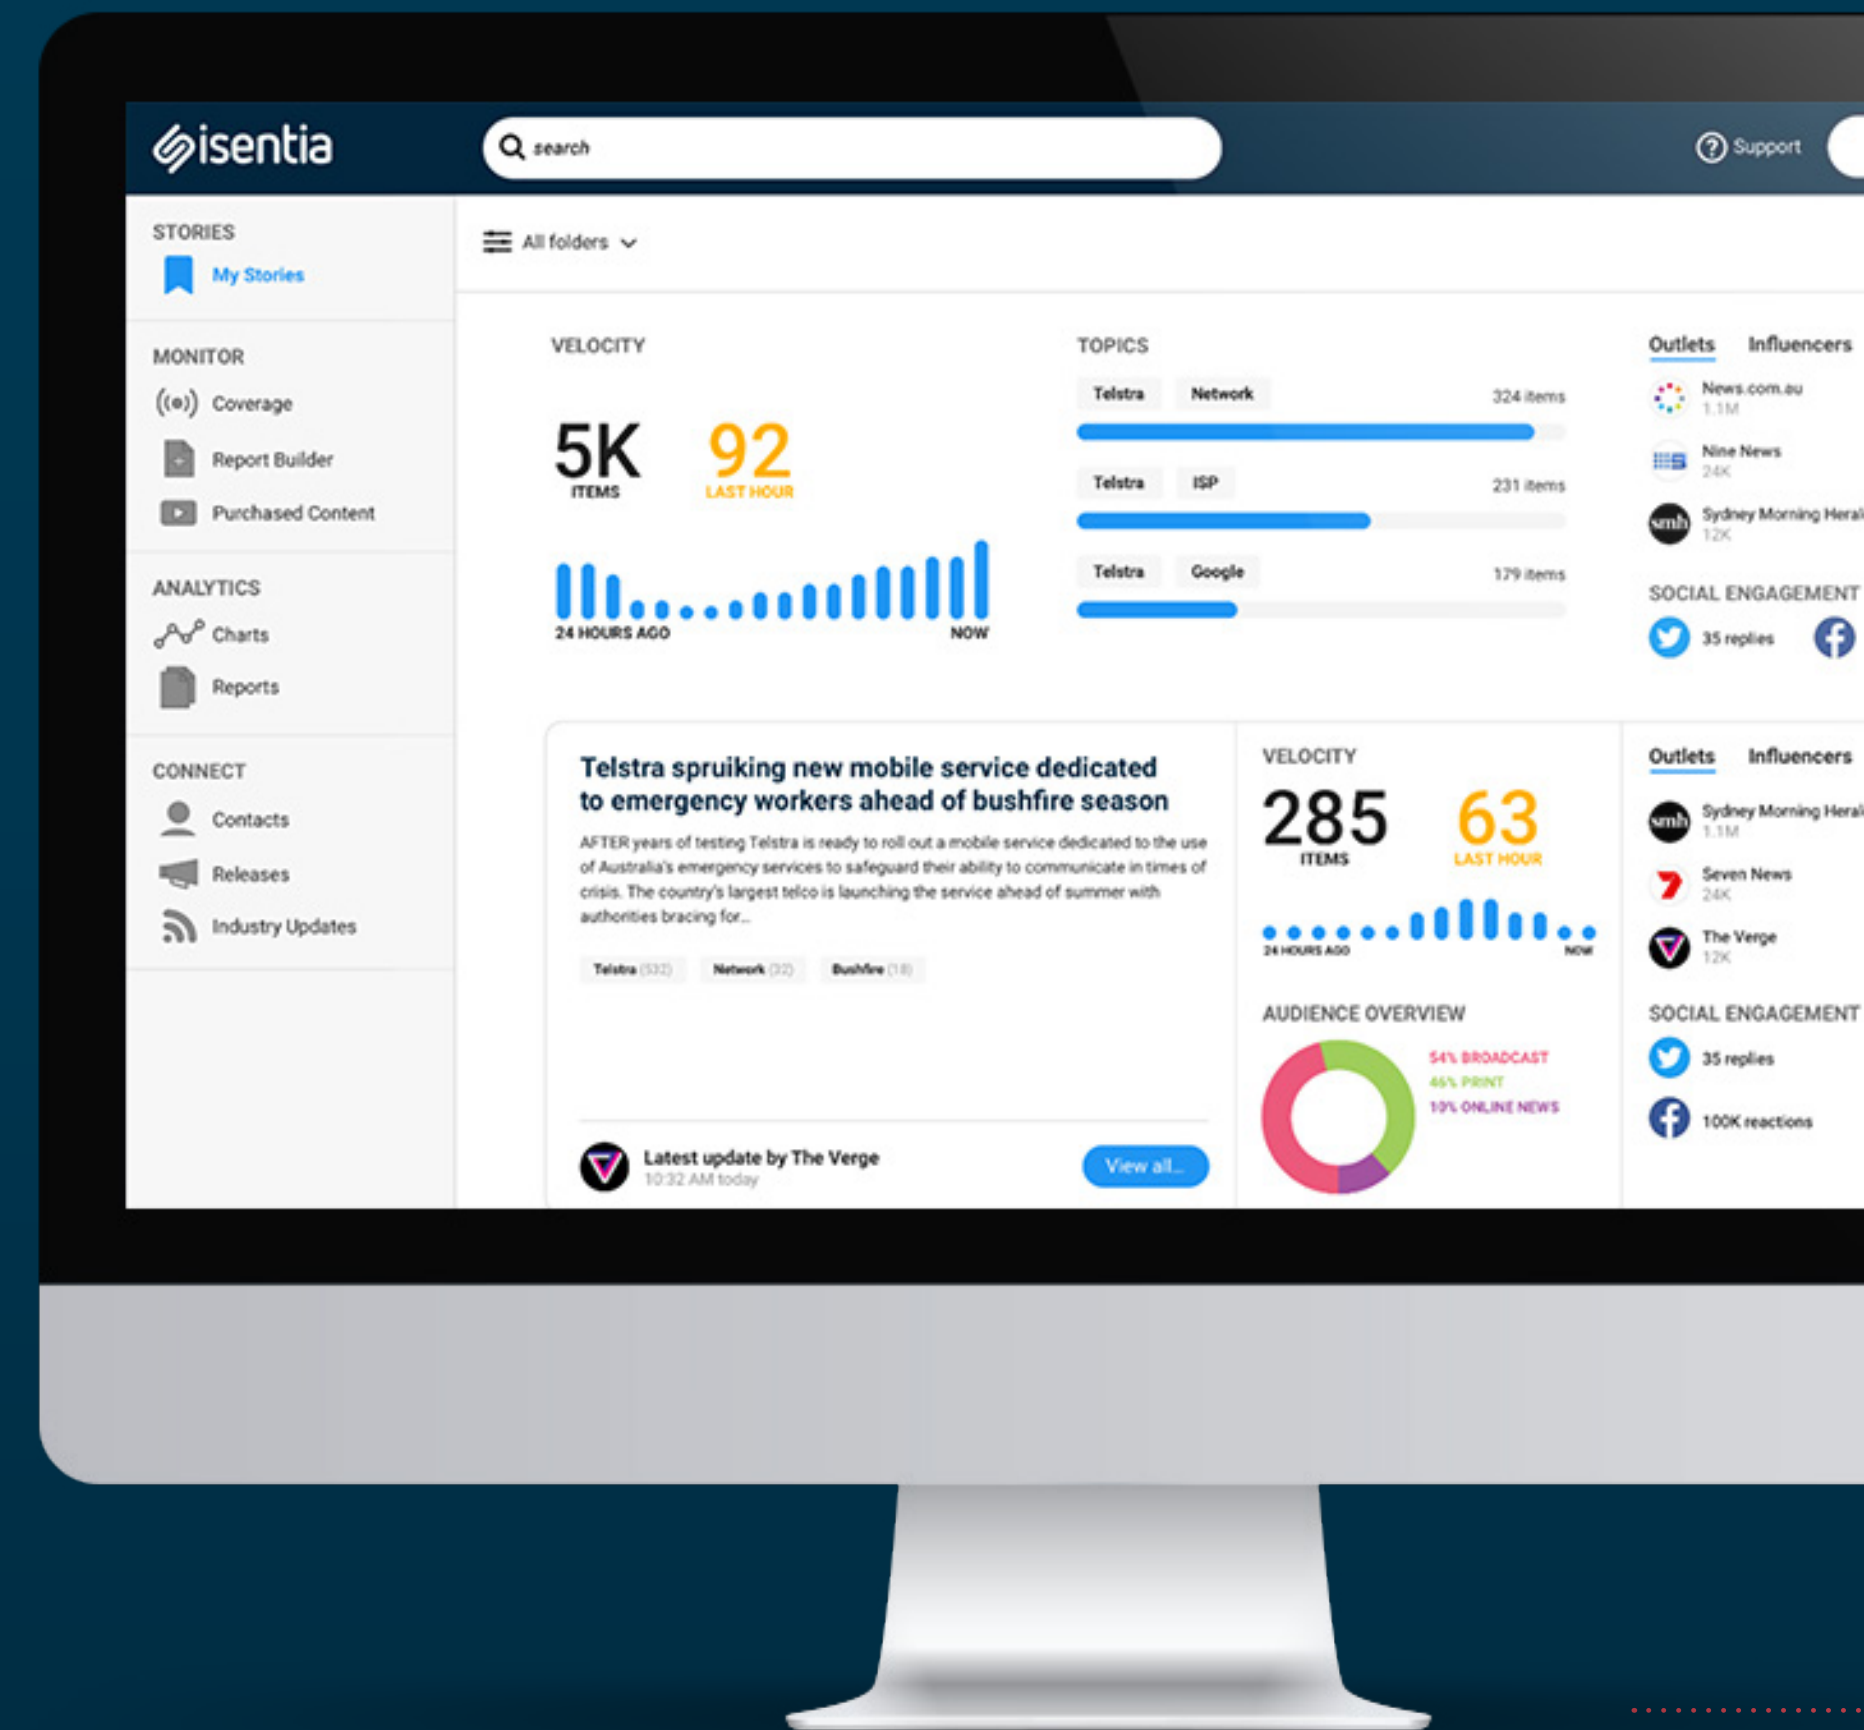 isentia
search
Support
STORIES
My Stories
MONITOR
Coverage
Report Builder
Purchased Content
ANALYTICS
Charts
Reports
CONNECT
Contacts
Releases
Industry Updates
All folders
VELOCITY
5K
ITEMS
92
LAST HOUR
24 HOURS AGO
NOW
TOPICS
Telstra Network 324 items
Telstra ISP 231 items
Telstra Google 179 items
Outlets Influencers
News.com.au
1.1M
Nine News
24K
smh
Sydney Morning Heral
12K
SOCIAL ENGAGEMENT
35 replies
Telstra spruiking new mobile service dedicated
to emergency workers ahead of bushfire season
AFTER years of testing Telstra is ready to roll out a mobile service dedicated to the use
of Australia's emergency services to safeguard their ability to communicate in times of
crisis. The country's largest telco is launching the service ahead of summer with
authorities bracing for...
Telstra (532) Network (32) Bushfire (18)
Latest update by The Verge
10:32 AM today
View all...
VELOCITY
285
ITEMS
63
LAST HOUR
24 HOURS AGO
NOW
AUDIENCE OVERVIEW
54% BROADCAST
46% PRINT
10% ONLINE NEWS
Outlets Influencers
smh
Sydney Morning Heral
1.1M
Seven News
24K
The Verge
12K
SOCIAL ENGAGEMENT
35 replies
100K reactions